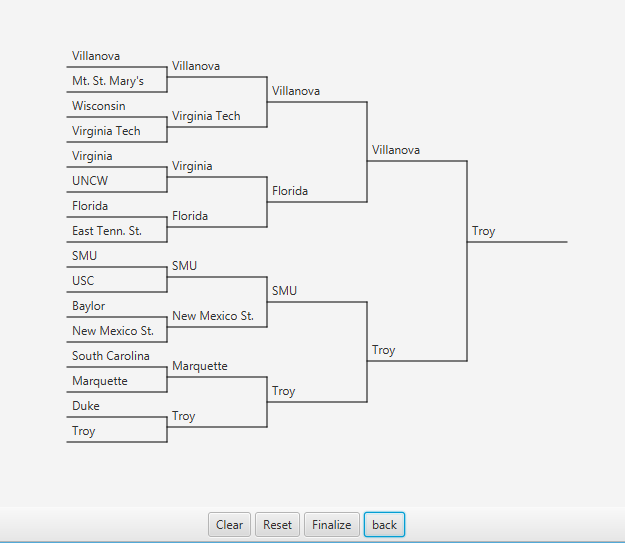 Villanova
Mt. St. Mary's
Wisconsin
Virginia Tech
Virginia
UNCW
Florida
East Tenn. St.
SMU
USC
Baylor
New Mexico St.
South Carolina
Marquette
Duke
Troy
Villanova
Virginia Tech
Virginia
Florida
SMU
New Mexico St.
Marquette
Troy
Villanova
Florida
SMU
Troy
Villanova
Troy
Troy
Clear Reset Finalize back